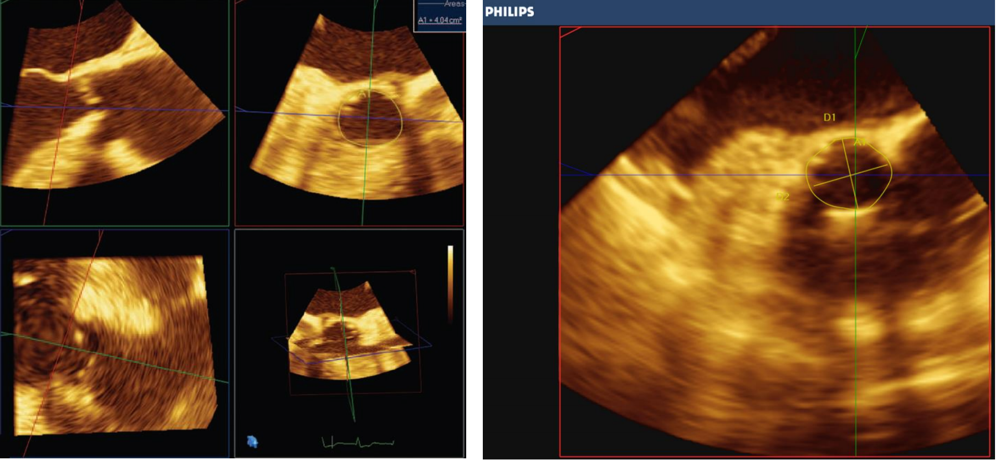 Areas
A1 = 4.04 cm²
A1
PHILIPS
D1
A1
D2